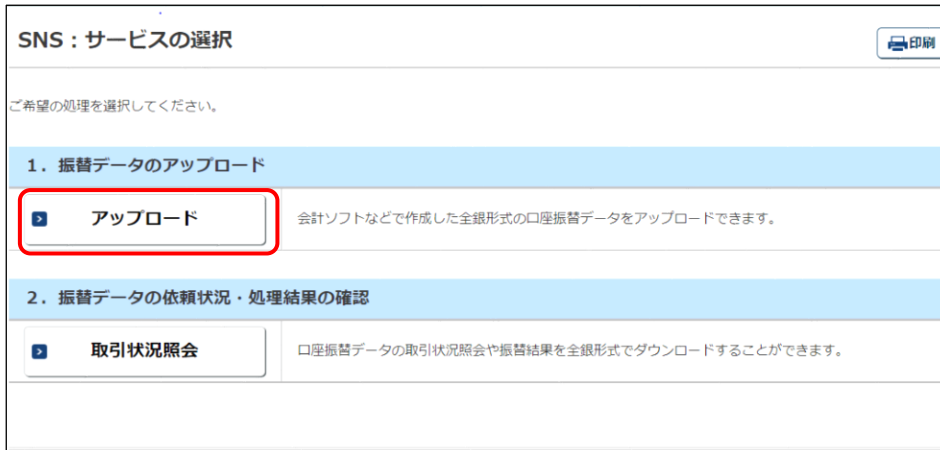 SNS：サービスの選択
印刷
ご希望の処理を選択してください。
1．振替データのアップロード
アップロード
会計ソフトなどで作成した全銀形式の口座振替データをアップロードできます。
2．振替データの依頼状況・処理結果の確認
取引状況照会
口座振替データの取引状況照会や振替結果を全銀形式でダウンロードすることができます。